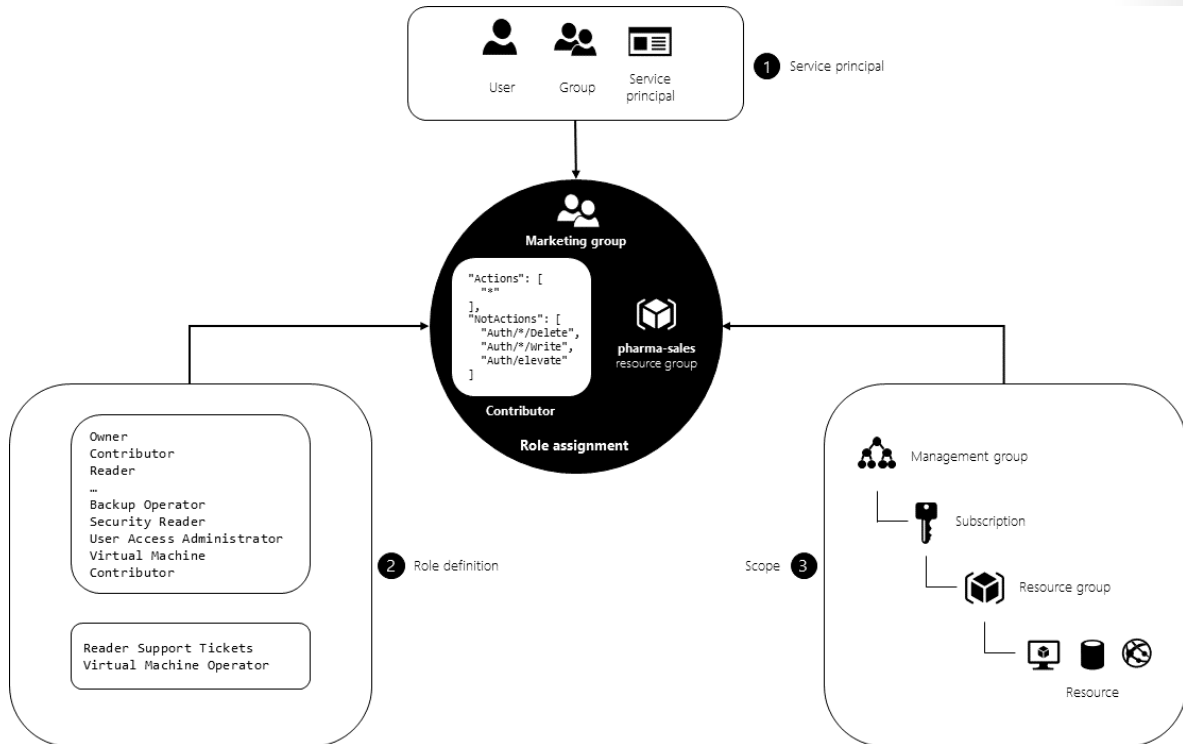 User
Group
Service
principal
1
Service principal
Marketing group
"Actions": [
"*"
],
"NotActions": [
"Auth/*/Delete",
"Auth/*/Write",
"Auth/elevate"
]
Contributor
pharma-sales
resource group
Role assignment
Owner
Contributor
Reader
…
Backup Operator
Security Reader
User Access Administrator
Virtual Machine
Contributor
Reader Support Tickets
Virtual Machine Operator
2
Role definition
Scope
3
Management group
Subscription
Resource group
Resource